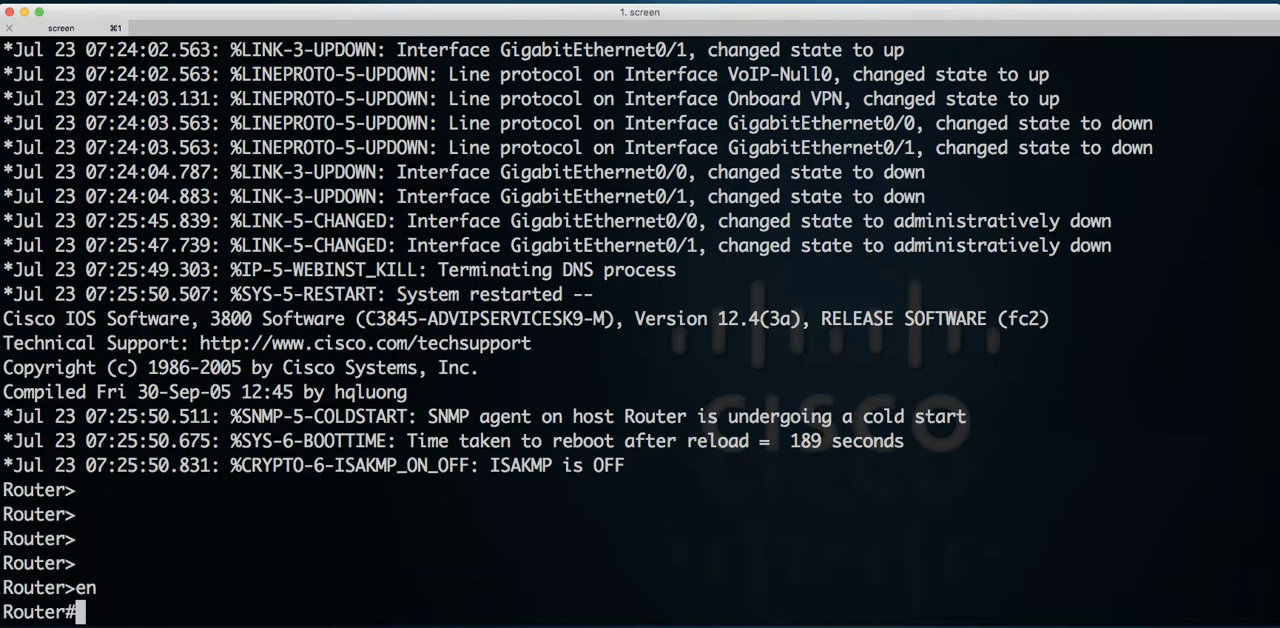 1. screen
screen ⌘1
*Jul 23 07:24:02.563: %LINK-3-UPDOWN: Interface GigabitEthernet0/1, changed state to up
*Jul 23 07:24:02.563: %LINEPROTO-5-UPDOWN: Line protocol on Interface VoIP-Null0, changed state to up
*Jul 23 07:24:03.131: %LINEPROTO-5-UPDOWN: Line protocol on Interface Onboard VPN, changed state to up
*Jul 23 07:24:03.563: %LINEPROTO-5-UPDOWN: Line protocol on Interface GigabitEthernet0/0, changed state to down
*Jul 23 07:24:03.563: %LINEPROTO-5-UPDOWN: Line protocol on Interface GigabitEthernet0/1, changed state to down
*Jul 23 07:24:04.787: %LINK-3-UPDOWN: Interface GigabitEthernet0/0, changed state to down
*Jul 23 07:24:04.883: %LINK-3-UPDOWN: Interface GigabitEthernet0/1, changed state to down
*Jul 23 07:25:45.839: %LINK-5-CHANGED: Interface GigabitEthernet0/0, changed state to administratively down
*Jul 23 07:25:47.739: %LINK-5-CHANGED: Interface GigabitEthernet0/1, changed state to administratively down
*Jul 23 07:25:49.303: %IP-5-WEBINST_KILL: Terminating DNS process
*Jul 23 07:25:50.507: %SYS-5-RESTART: System restarted --
Cisco IOS Software, 3800 Software (C3845-ADVIPSERVICESK9-M), Version 12.4(3a), RELEASE SOFTWARE (fc2)
Technical Support: http://www.cisco.com/techsupport
Copyright (c) 1986-2005 by Cisco Systems, Inc.
Compiled Fri 30-Sep-05 12:45 by hqluong
*Jul 23 07:25:50.511: %SNMP-5-COLDSTART: SNMP agent on host Router is undergoing a cold start
*Jul 23 07:25:50.675: %SYS-6-BOOTTIME: Time taken to reboot after reload =  189 seconds
*Jul 23 07:25:50.831: %CRYPTO-6-ISAKMP_ON_OFF: ISAKMP is OFF
Router>
Router>
Router>
Router>
Router>en
Router#
CISCO